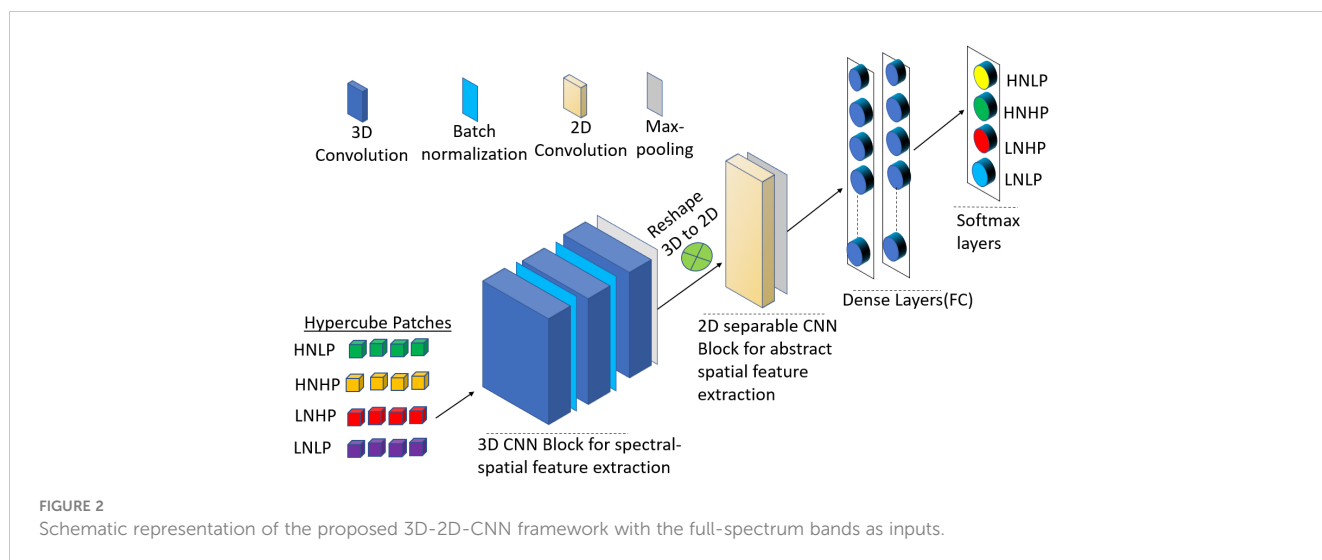 3D
Convolution
Batch
normalization
2D
Convolution
Max-
pooling
HNLP
HNHP
LNHP
LNLP
Softmax
layers
Reshape
3D to 2D
Dense Layers(FC)
Hypercube Patches
HNLP
HNHP
LNHP
LNLP
2D separable CNN
Block for abstract
spatial feature
extraction
3D CNN Block for spectral-
spatial feature extraction
FIGURE 2
Schematic representation of the proposed 3D-2D-CNN framework with the full-spectrum bands as inputs.